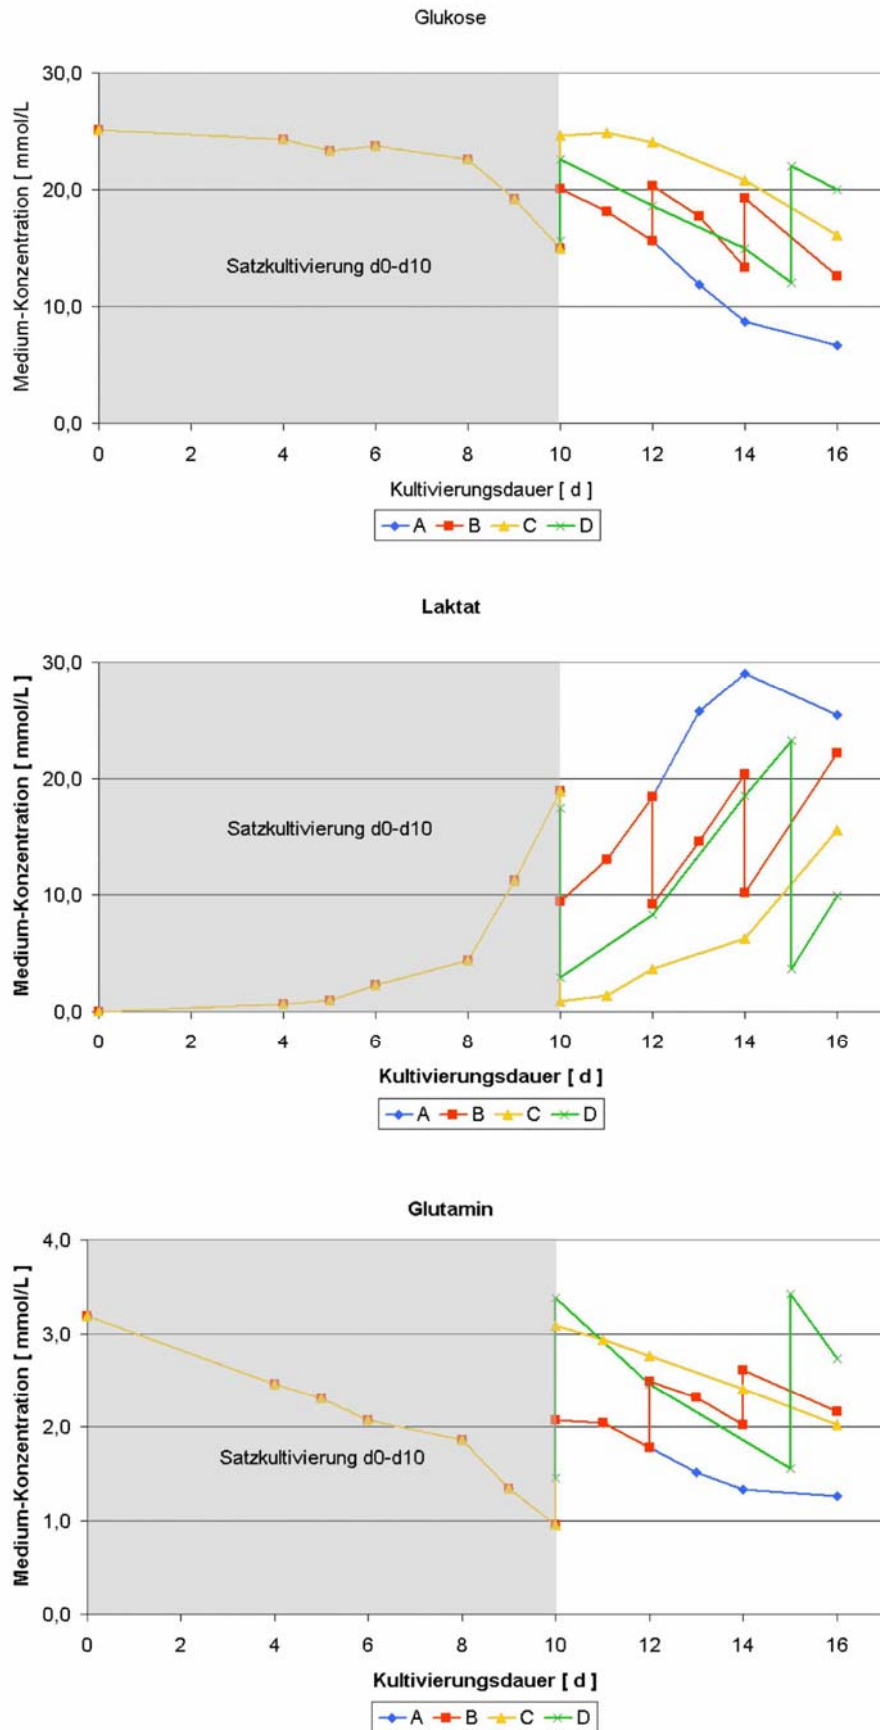 Glukose
Medium-Konzentration [ mmol/L
30,0
20,0
10,0
0,0
Satzkultivierung d0-d10
0 2 4 6 8 10 12 14 16
Kultivierungsdauer [ d ]
A B C D
Laktat
Medium-Konzentration [ mmol/L]
30,0
20,0
10,0
0,0
Satzkultivierung d0-d10
0 2 4 6 8 10 12 14 16
Kultivierungsdauer [ d ]
A B C D
Glutamin
Medium-Konzentration [ mmol/L]
4,0
3,0
2,0
1,0
0,0
Satzkultivierung d0-d10
0 2 4 6 8 10 12 14 16
Kultivierungsdauer [ d ]
A B C D